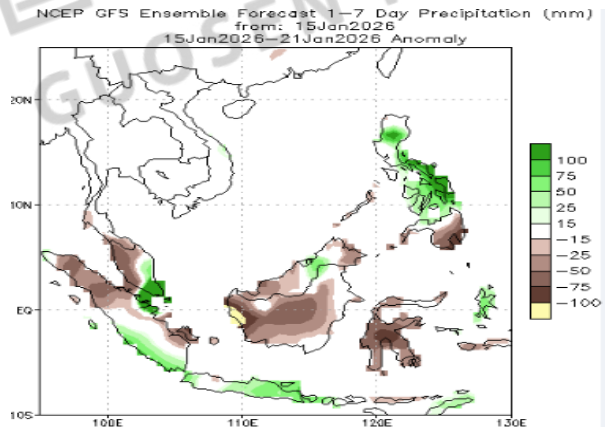 NCEP GFS Ensemble Forecast 1-7 Day Precipitation (mm)
from: 15Jan2026
15Jan2026-21Jan2026 Anomaly
GUOSEN
20N
10N
EQ
10S
100E
110E
120E
130E
100
75
50
25
15
-15
-25
-50
-75
-100